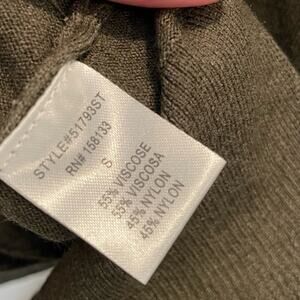 STYLE#51793ST
RN# 158133
S
55% VISCOSE
55% VISCOSA
45% NYLON
45% NYLON